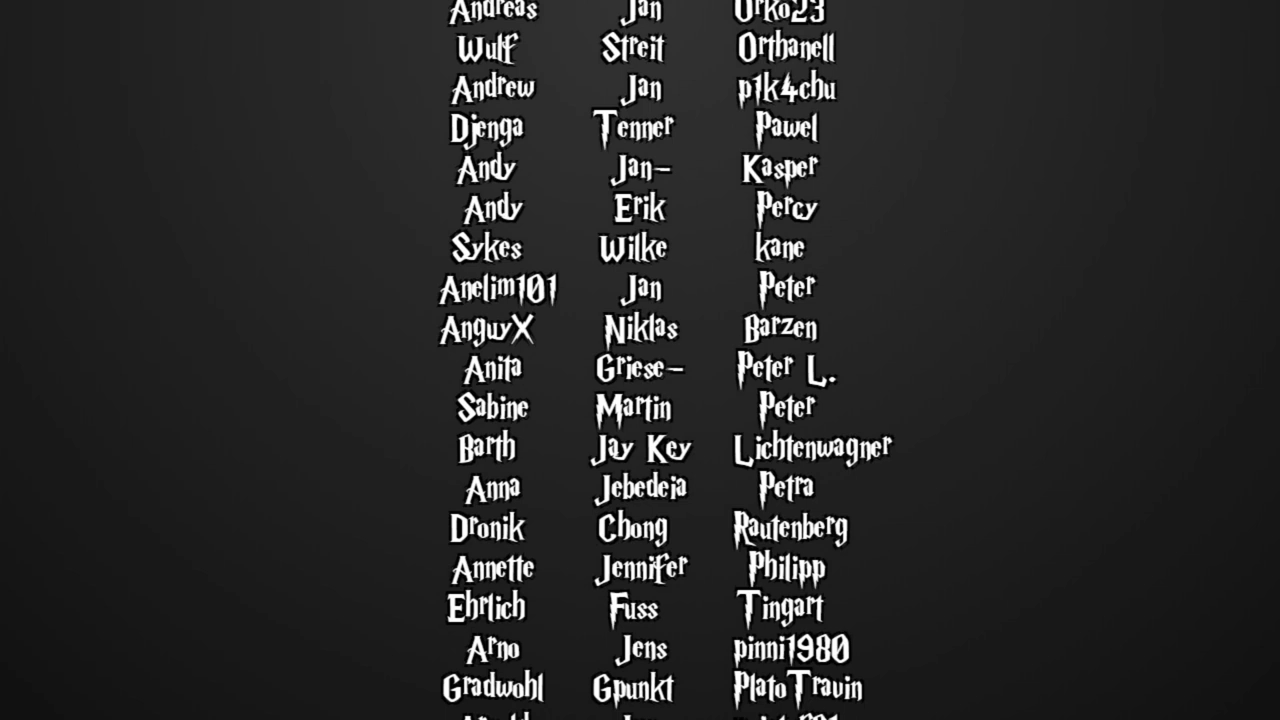 Andreas Jan Orko23
Wulf Streit Orthanell
Andrew Jan p1k4chu
Djenga Tenner Pawel
Andy Jan- Kasper
Andy Erik Percy
Sykes Wilke kane
Anelim101 Jan Peter
AnguyX Niklas Barzen
Anita Griese- Peter L.
Sabine Martin Peter
Barth Jay Key Lichtenwagner
Anna Jebedeia Petra
Dronik Chong Rautenberg
Annette Jennifer Philipp
Ehrlich Fuss Tingart
Arno Jens pinni1980
Gradwohl Gpunkt PlatoTravin